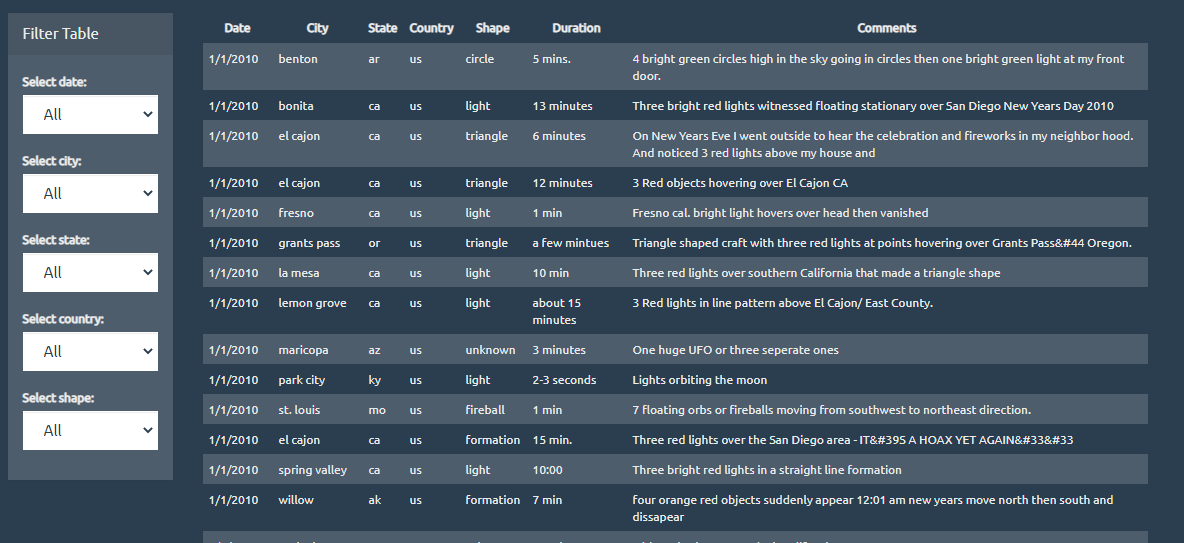 Filter Table
Select date:
All
Select city:
All
Select state:
All
Select country:
All
Select shape:
All
Date City State Country Shape Duration Comments
1/1/2010 benton ar us circle 5 mins. 4 bright green circles high in the sky going in circles then one bright green light at my front
door.
1/1/2010 bonita ca us light 13 minutes Three bright red lights witnessed floating stationary over San Diego New Years Day 2010
1/1/2010 el cajon ca us triangle 6 minutes On New Years Eve I went outside to hear the celebration and fireworks in my neighbor hood.
And noticed 3 red lights above my house and
1/1/2010 el cajon ca us triangle 12 minutes 3 Red objects hovering over El Cajon CA
1/1/2010 fresno ca us light 1 min Fresno cal. bright light hovers over head then vanished
1/1/2010 grants pass or us triangle a few mintues Triangle shaped craft with three red lights at points hovering over Grants Pass&#44 Oregon.
1/1/2010 la mesa ca us light 10 min Three red lights over southern California that made a triangle shape
1/1/2010 lemon grove ca us light about 15 3 Red lights in line pattern above El Cajon/ East County.
minutes
1/1/2010 maricopa az us unknown 3 minutes One huge UFO or three seperate ones
1/1/2010 park city ky us light 2-3 seconds Lights orbiting the moon
1/1/2010 st. louis mo us fireball 1 min 7 floating orbs or fireballs moving from southwest to northeast direction.
1/1/2010 el cajon ca us formation 15 min. Three red lights over the San Diego area - IT&#39S A HOAX YET AGAIN&#33&#33
1/1/2010 spring valley ca us light 10:00 Three bright red lights in a straight line formation
1/1/2010 willow ak us formation 7 min four orange red objects suddenly appear 12:01 am new years move north then south and
dissapear